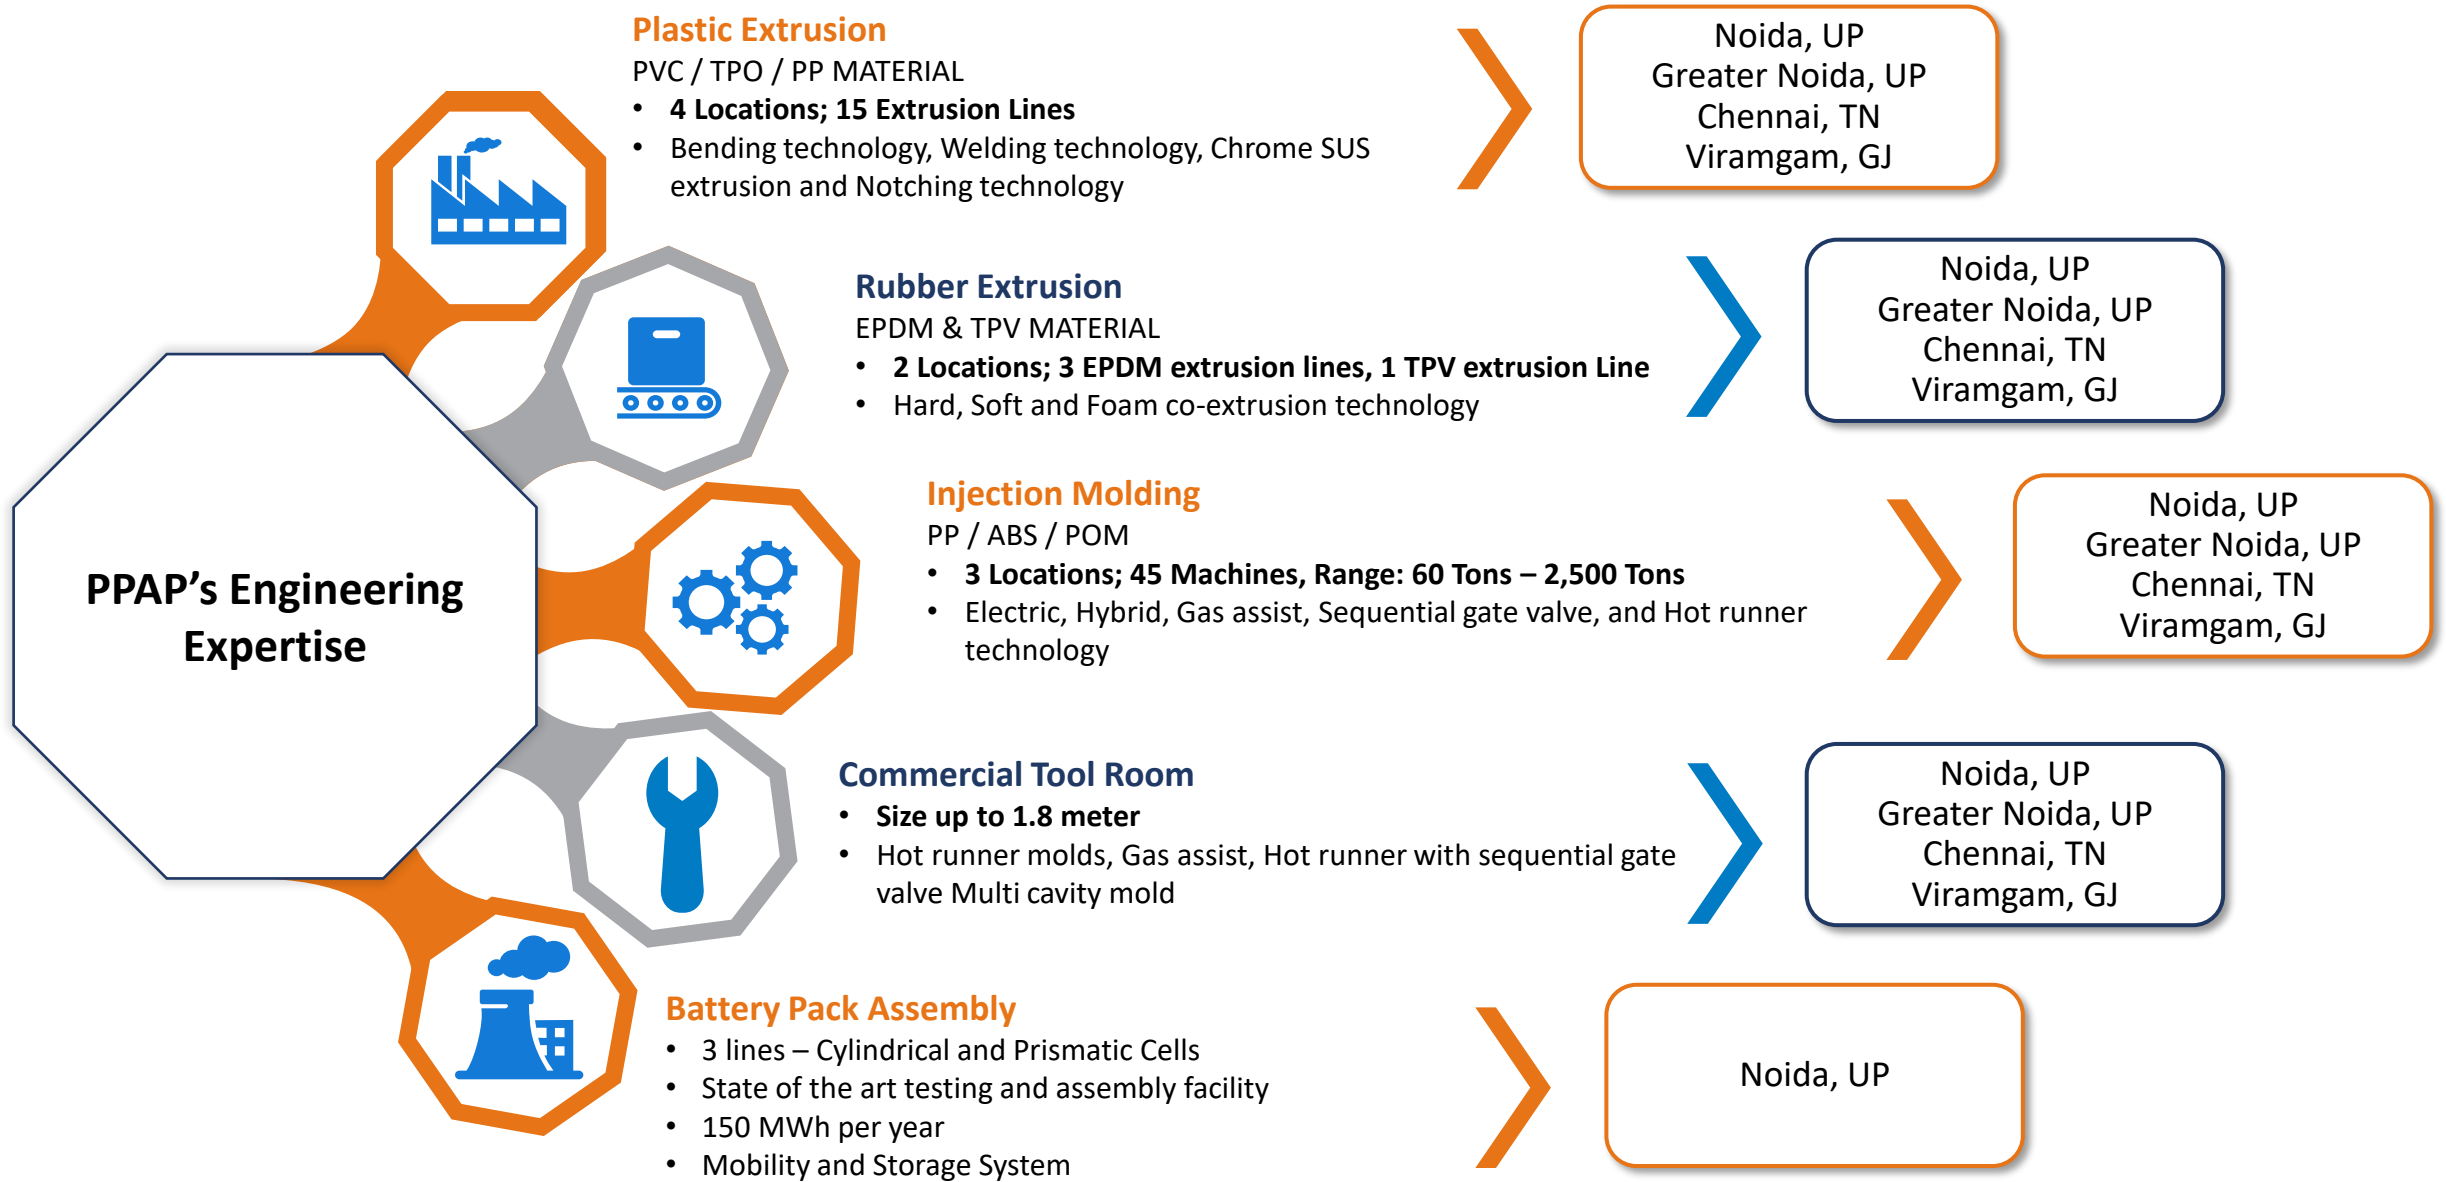 Plastic Extrusion
PVC / TPO / PP MATERIAL
• 4 Locations; 15 Extrusion Lines
• Bending technology, Welding technology, Chrome SUS
extrusion and Notching technology
Noida, UP
Greater Noida, UP
Chennai, TN
Viramgam, GJ
Rubber Extrusion
EPDM & TPV MATERIAL
• 2 Locations; 3 EPDM extrusion lines, 1 TPV extrusion Line
• Hard, Soft and Foam co-extrusion technology
Noida, UP
Greater Noida, UP
Chennai, TN
Viramgam, GJ
PPAP’s Engineering
Expertise
Injection Molding
PP / ABS / POM
• 3 Locations; 45 Machines, Range: 60 Tons – 2,500 Tons
• Electric, Hybrid, Gas assist, Sequential gate valve, and Hot runner
technology
Noida, UP
Greater Noida, UP
Chennai, TN
Viramgam, GJ
Commercial Tool Room
• Size up to 1.8 meter
• Hot runner molds, Gas assist, Hot runner with sequential gate
valve Multi cavity mold
Noida, UP
Greater Noida, UP
Chennai, TN
Viramgam, GJ
Battery Pack Assembly
• 3 lines – Cylindrical and Prismatic Cells
• State of the art testing and assembly facility
• 150 MWh per year
• Mobility and Storage System
Noida, UP